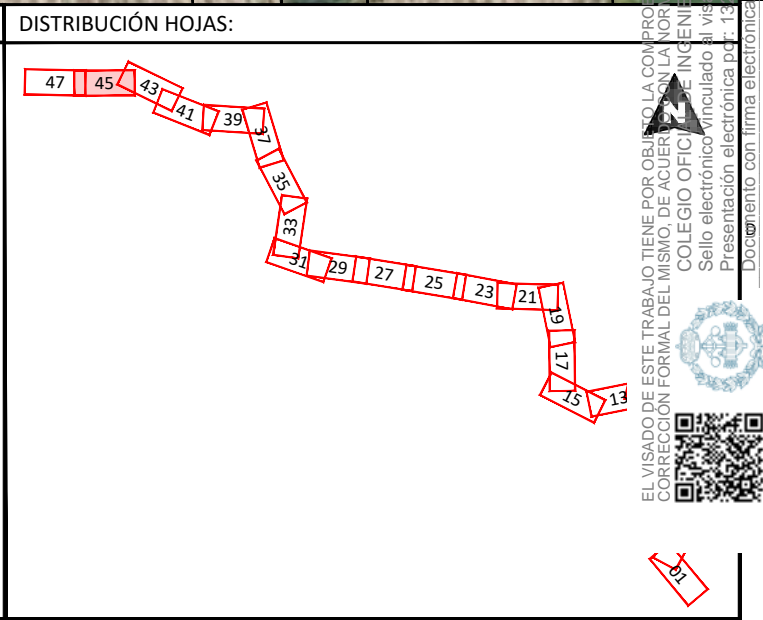 DISTRIBUCIÓN HOJAS:
47
45
43
41
39
37
35
33
31
29
27
25
23
21
19
17
15
13
01
N
EL VISADO DE ESTE TRABAJO TIENE POR OBJETO LA COMPROB
CORRECCIÓN FORMAL DEL MISMO, DE ACUERDO CON LA NOR
COLEGIO OFICIAL DE INGENIE
Sello electrónico vinculado al vis
Presentación electrónica por: 13
Documento con firma electrónica